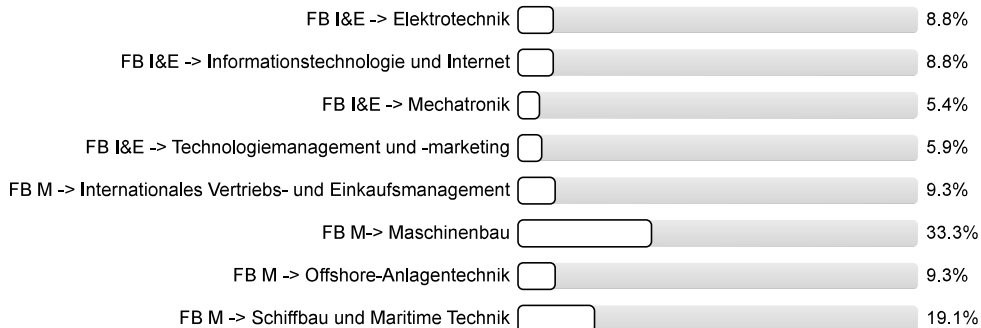 FB I&E -> Elektrotechnik 8.8%
FB I&E -> Informationstechnologie und Internet 8.8%
FB I&E -> Mechatronik 5.4%
FB I&E -> Technologiemanagement und -marketing 5.9%
FB M -> Internationales Vertriebs- und Einkaufsmanagement 9.3%
FB M-> Maschinenbau 33.3%
FB M -> Offshore-Anlagentechnik 9.3%
FB M -> Schiffbau und Maritime Technik 19.1%